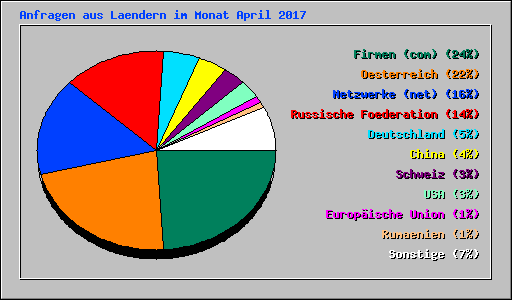 Anfragen aus Laendern im Monat April 2017
Firmen (com) (24%)
Oesterreich (22%)
Netzwerke (net) (16%)
Russische Foederation (14%)
Deutschland (5%)
China (4%)
Schweiz (3%)
USA (3%)
Europäische Union (1%)
Rumaenien (1%)
Sonstige (7%)